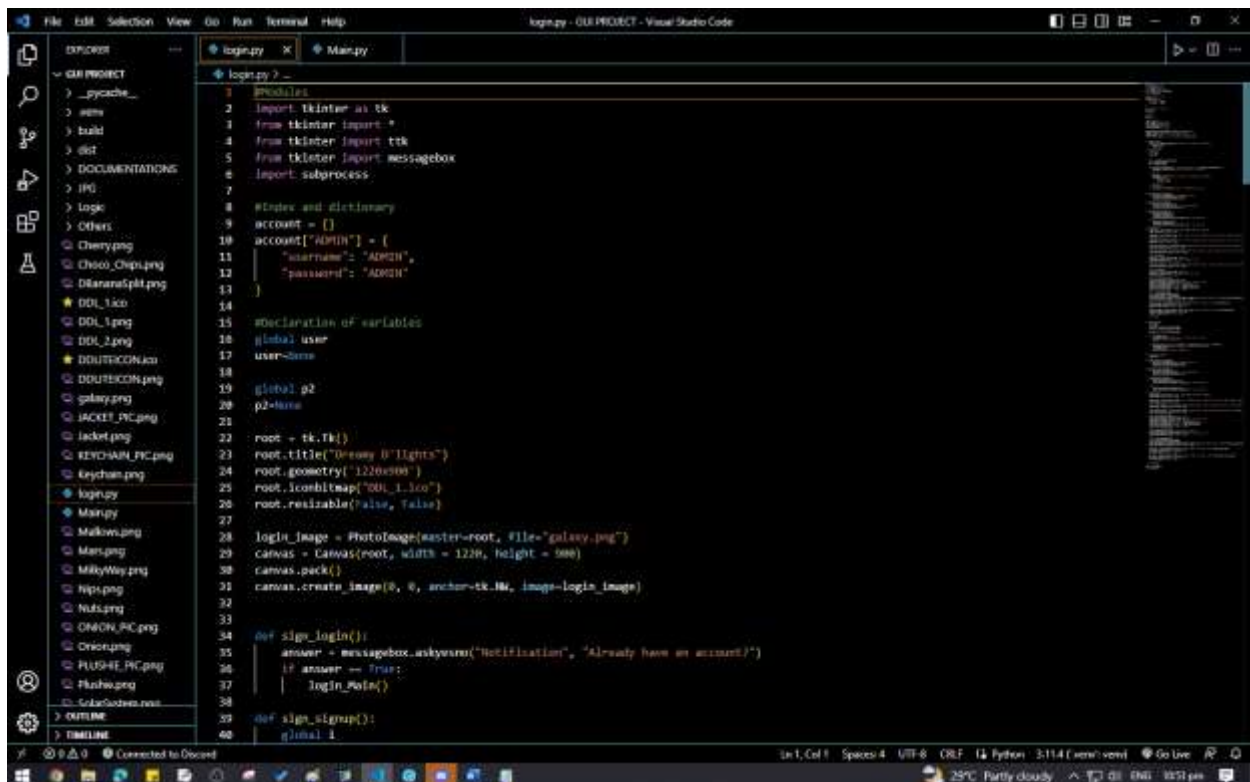 File Edit Selection View Go Run Terminal Help
login.py - GUI PROJECT - Visual Studio Code
EXPLORER
GUI PROJECT
__pycache__
build
dist
DOCUMENTATIONS
JPG
Logic
Others
Cherry.png
Choco_Chips.png
DBananaSplit.png
DDL_1.ico
DDL_1.png
DDL_2.png
DDLITEICON.ico
DDLITEICON.png
galaxy.png
JACKET_PIC.png
Jacket.png
KEYCHAIN_PIC.png
Keychain.png
login.py
Main.py
Mallows.png
Mars.png
MilkyWay.png
Nips.png
Nuts.png
ONION_PIC.png
Onion.png
PLUSHIE_PIC.png
Plushie.png
SolarSystem.png
OUTLINE
TIMELINE
login.py Main.py
login.py > ...
1 #Modules
2 import tkinter as tk
3 from tkinter import *
4 from tkinter import ttk
5 from tkinter import messagebox
6 import subprocess
7
8 #Index and dictionary
9 account = {}
10 account["ADMIN"] = {
11 "username": "ADMIN",
12 "password": "ADMIN"
13 }
14
15 #Declaration of variables
16 global user
17 user=None
18
19 global p2
20 p2=None
21
22 root = tk.Tk()
23 root.title("Dreamy D'lights")
24 root.geometry('1220x900')
25 root.iconbitmap("DDL_1.ico")
26 root.resizable(False, False)
27
28 login_image = PhotoImage(master=root, file="galaxy.png")
29 canvas = Canvas(root, width = 1220, height = 900)
30 canvas.pack()
31 canvas.create_image(0, 0, anchor=tk.NW, image=login_image)
32
33
34 def sign_login():
35 answer = messagebox.askyesno("Notification", "Already have an account?")
36 if answer == True:
37 login_Main()
38
39 def sign_signup():
40 global i
0 0 Connected to Discord
Ln 1, Col 1 Spaces: 4 UTF-8 CRLF Python 3.11.4 ('venv': venv) Go Live
29°C Partly cloudy ENG 10:51 pm